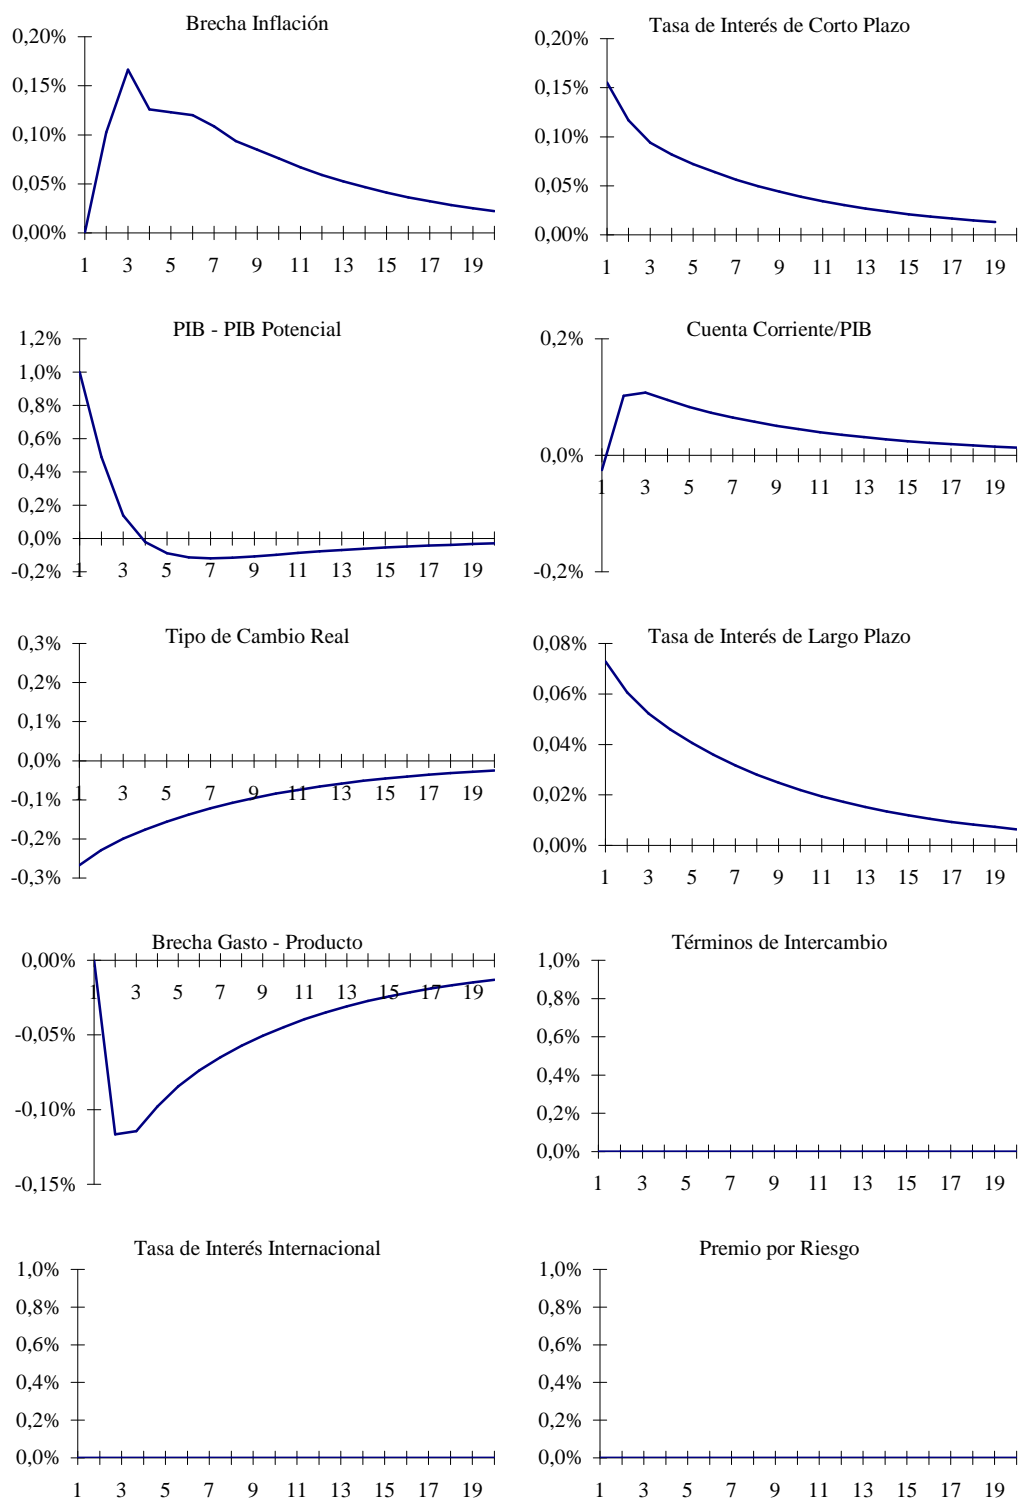 Brecha Inflación
0,20%
0,15%
0,10%
0,05%
0,00%
1 3 5 7 9 11 13 15 17 19
Tasa de Interés de Corto Plazo
0,20%
0,15%
0,10%
0,05%
0,00%
1 3 5 7 9 11 13 15 17 19
PIB - PIB Potencial
1,2%
1,0%
0,8%
0,6%
0,4%
0,2%
0,0%
-0,2%
1 3 5 7 9 11 13 15 17 19
Cuenta Corriente/PIB
0,2%
0,0%
-0,2%
1 3 5 7 9 11 13 15 17 19
Tipo de Cambio Real
0,3%
0,2%
0,1%
0,0%
-0,1%
-0,2%
-0,3%
1 3 5 7 9 11 13 15 17 19
Tasa de Interés de Largo Plazo
0,08%
0,06%
0,04%
0,02%
0,00%
1 3 5 7 9 11 13 15 17 19
Brecha Gasto - Producto
0,00%
-0,05%
-0,10%
-0,15%
1 3 5 7 9 11 13 15 17 19
Términos de Intercambio
1,0%
0,8%
0,6%
0,4%
0,2%
0,0%
1 3 5 7 9 11 13 15 17 19
Tasa de Interés Internacional
1,0%
0,8%
0,6%
0,4%
0,2%
0,0%
1 3 5 7 9 11 13 15 17 19
Premio por Riesgo
1,0%
0,8%
0,6%
0,4%
0,2%
0,0%
1 3 5 7 9 11 13 15 17 19